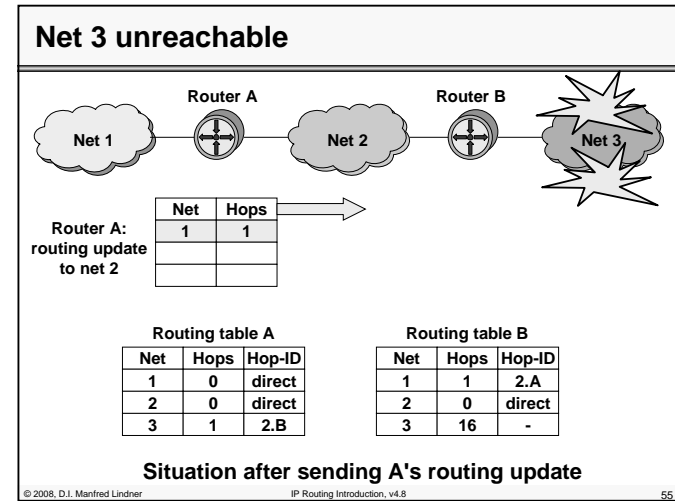 Net 3 unreachable
Router A
Router B
Net 1
Net 2
Net 3
Router A:
routing update
to net 2
Net Hops
1 1
Routing table A
Net Hops Hop-ID
1 0 direct
2 0 direct
3 1 2.B
Routing table B
Net Hops Hop-ID
1 1 2.A
2 0 direct
3 16 -
Situation after sending A's routing update
© 2008, D.I. Manfred Lindner
IP Routing Introduction, v4.8
55